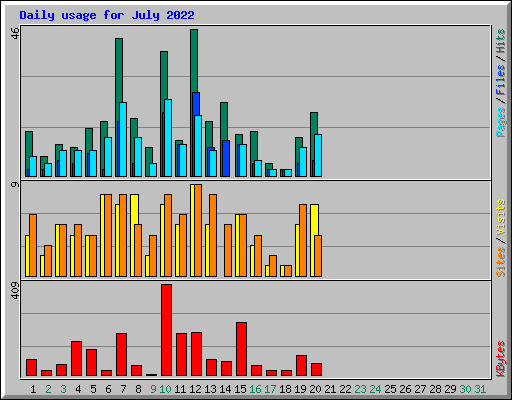 Daily usage for July 2022
46
Pages / Files / Hits
9
Sites / Visits
409
KBytes
1 2 3 4 5 6 7 8 9 10 11 12 13 14 15 16 17 18 19 20 21 22 23 24 25 26 27 28 29 30 31